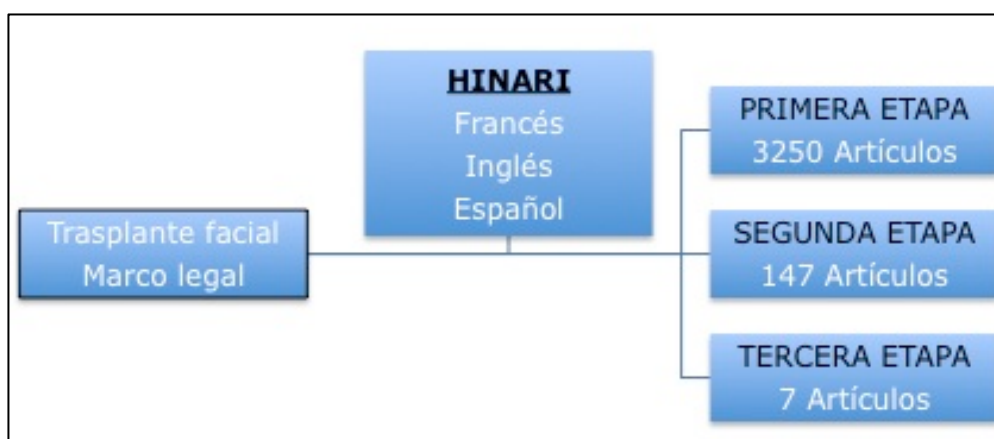 HINARI
Francés
Inglés
Español
Trasplante facial
Marco legal
PRIMERA ETAPA
3250 Artículos
SEGUNDA ETAPA
147 Artículos
TERCERA ETAPA
7 Artículos